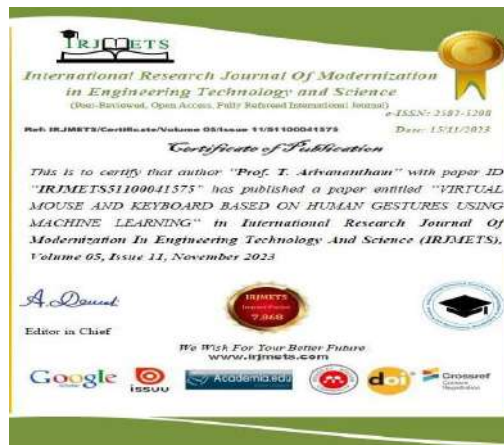 IRJMETS
International Research Journal Of Modernization
in Engineering Technology and Science
(Peer-Reviewed, Open Access, Fully Refereed International Journal)
e-ISSN: 2582-5208
Ref: IRJMETS/Certificate/Volume 05/Issue 11/51100041575
Date: 15/11/2023
Certificate of Publication
This is to certify that author "Prof. T. Arivanantham" with paper ID
"IRJMETS51100041575" has published a paper entitled "VIRTUAL
MOUSE AND KEYBOARD BASED ON HUMAN GESTURES USING
MACHINE LEARNING" in International Research Journal Of
Modernization In Engineering Technology And Science (IRJMETS),
Volume 05, Issue 11, November 2023
A. Denial
IRJMETS
Impact Factor
7.868
Editor in Chief
We Wish For Your Better Future
www.irjmets.com
Google
issuu
Academia.edu
doi
Crossref